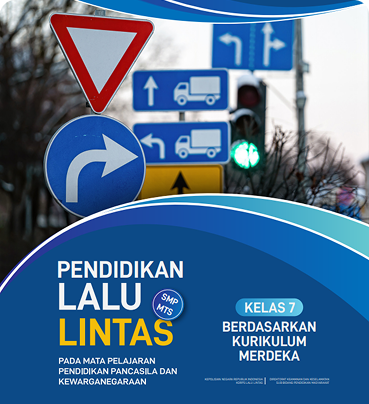 PENDIDIKAN
LALU
LINTAS
SMP
MTS
PADA MATA PELAJARAN
PENDIDIKAN PANCASILA DAN
KEWARGANEGARAAN
KELAS 7
BERDASARKAN
KURIKULUM
MERDEKA